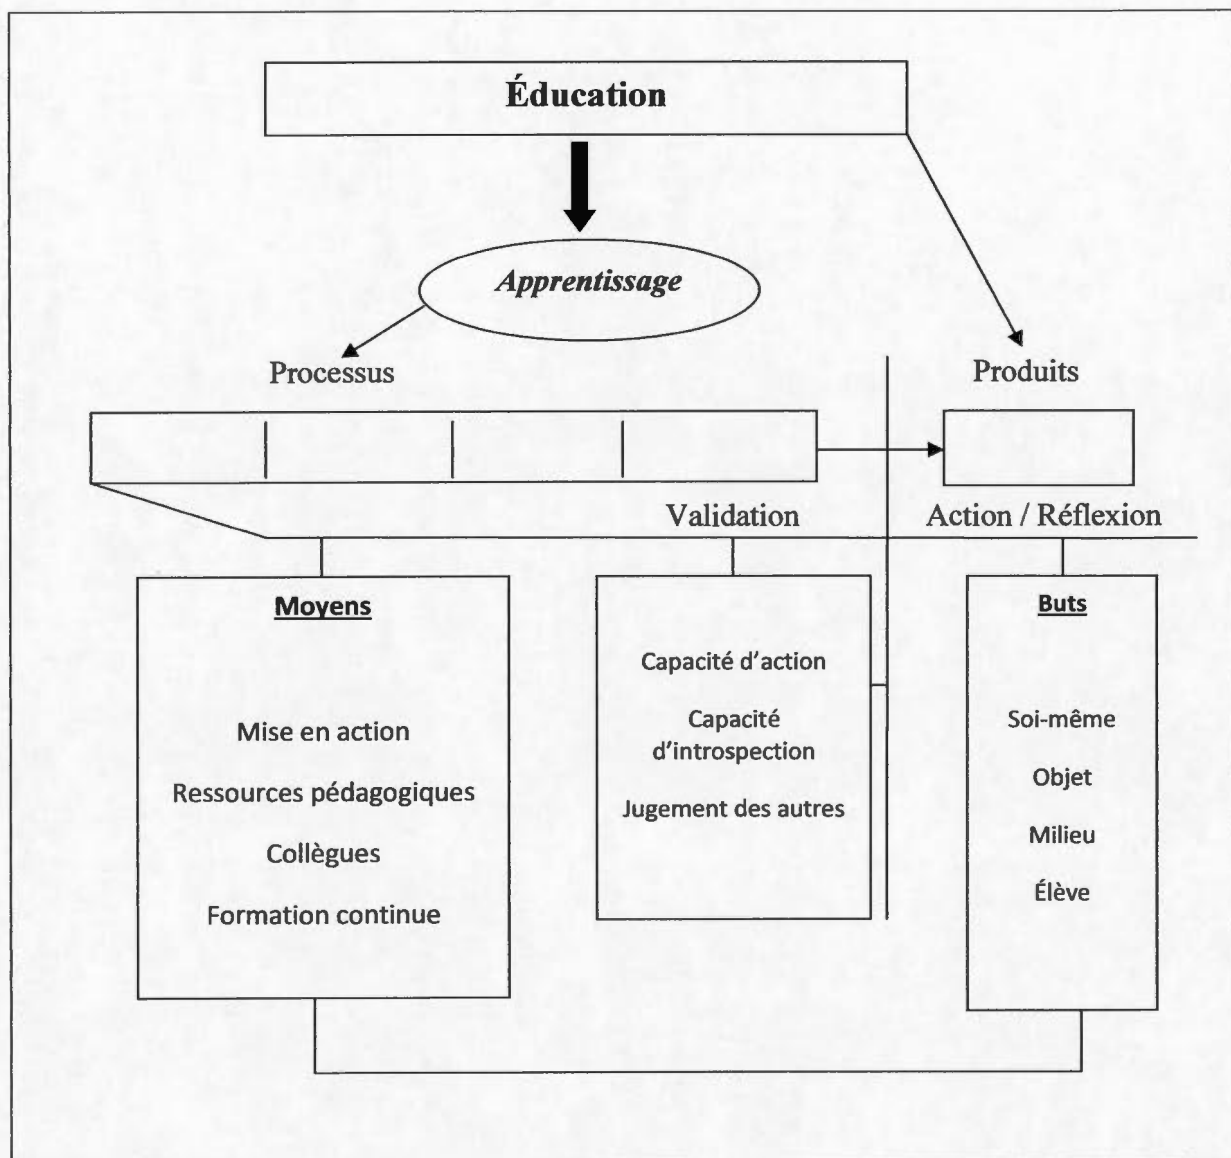 Éducation
Apprentissage
Processus
Produits
Validation
Action / Réflexion
Moyens
Mise en action
Ressources pédagogiques
Collègues
Formation continue
Capacité d'action
Capacité
d'introspection
Jugement des autres
Buts
Soi-même
Objet
Milieu
Élève